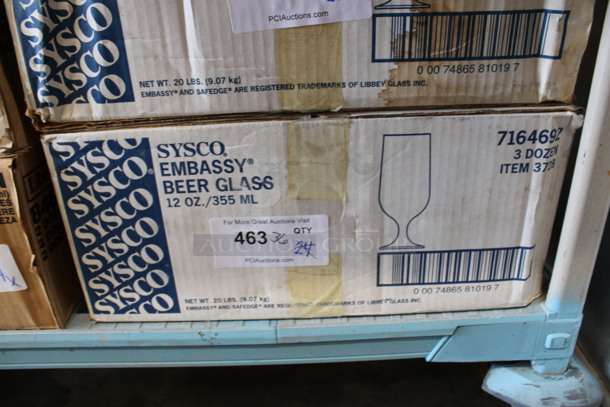 PCIAuctions.com
SYSCO
SYSCO
SYSCO
NET WT. 20 LBS. (9.07 kg)
EMBASSY® AND SAFEDGE® ARE REGISTERED TRADEMARKS OF LIBBEY GLASS INC.
0 00 74865 81019 7
SYSCO®
EMBASSY®
BEER GLASS
12 OZ./355 ML
716469Z
3 DOZEN
ITEM 3728
For More Great Auctions Visit
463 36 QTY
24
PCIAuctions.com
SYSCO
SYSCO
SYSCO
SYSCO
SYSCO
SYSCO
SYSCO
0 00 74865 81019 7
NET WT. 20 LBS. (9.07 kg)
EMBASSY® AND SAFEDGE® ARE REGISTERED TRADEMARKS OF LIBBEY GLASS INC.